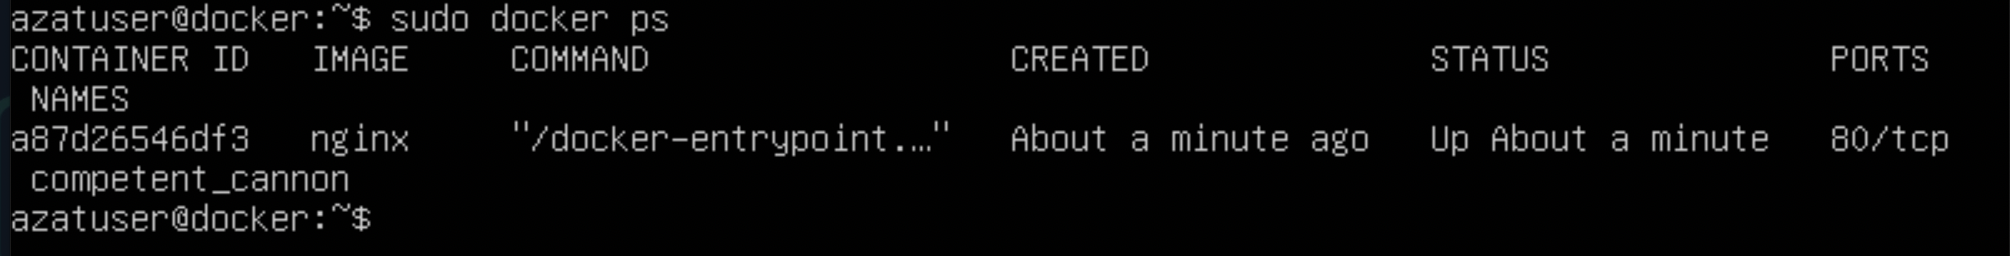 azatuser@docker:~$ sudo docker ps
CONTAINER ID   IMAGE     COMMAND                  CREATED              STATUS              PORTS
 NAMES
a87d26546df3   nginx     "/docker-entrypoint.…"   About a minute ago   Up About a minute   80/tcp
 competent_cannon
azatuser@docker:~$